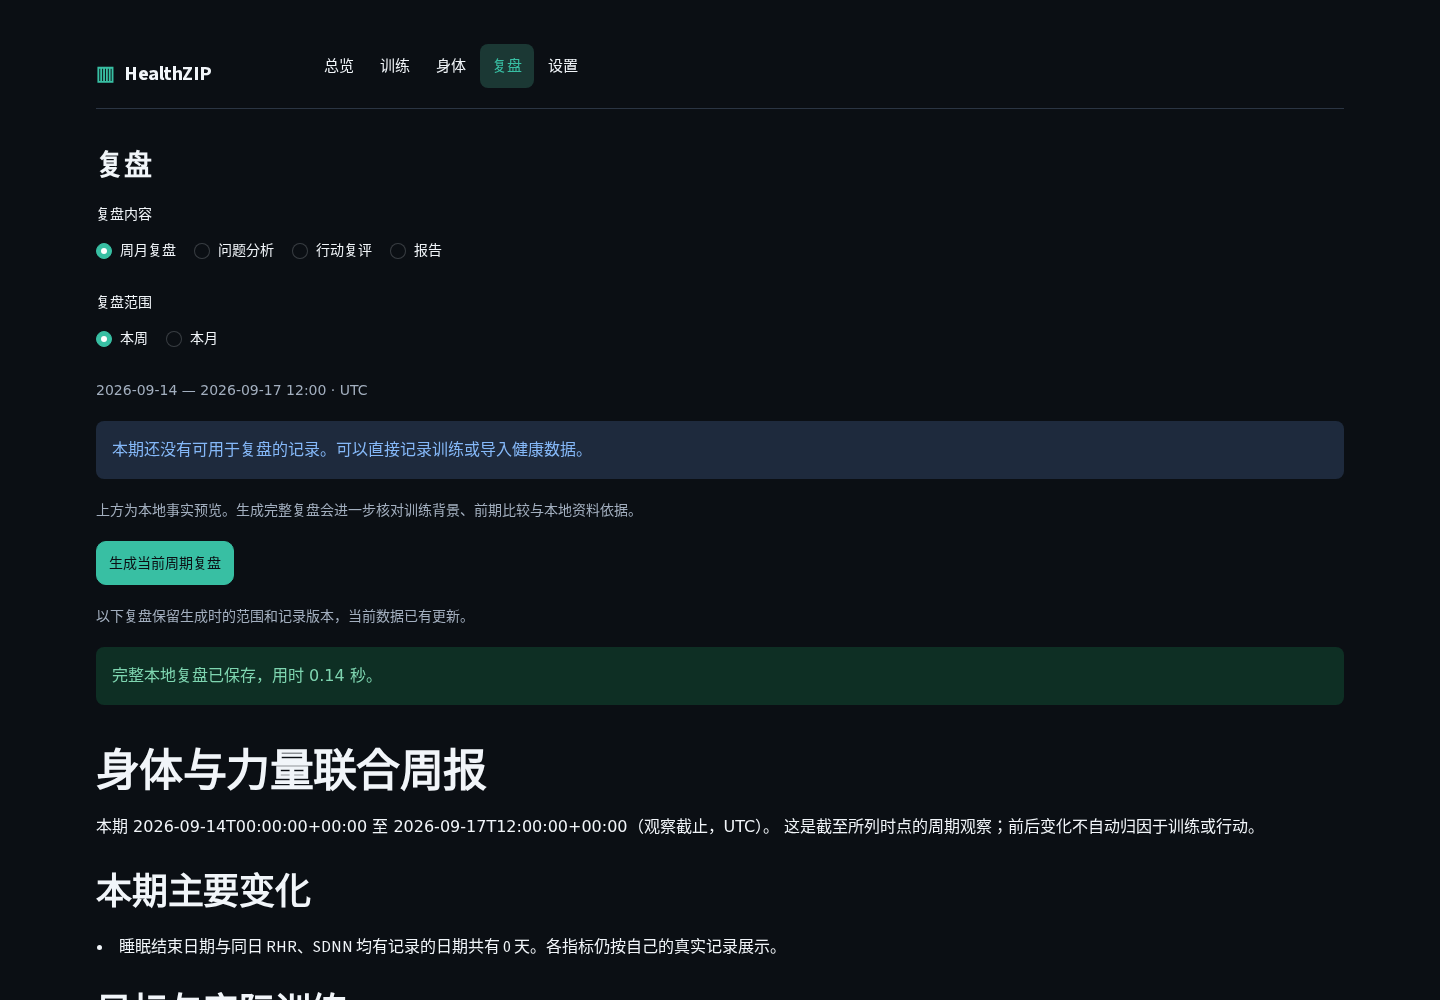 HealthZIP
总览 训练 身体 复盘 设置
复盘
复盘内容
周月复盘 问题分析 行动复评 报告
复盘范围
本周 本月
2026-09-14 — 2026-09-17 12:00 · UTC
本期还没有可用于复盘的记录。可以直接记录训练或导入健康数据。
上方为本地事实预览。生成完整复盘会进一步核对训练背景、前期比较与本地资料依据。
生成当前周期复盘
以下复盘保留生成时的范围和记录版本，当前数据已有更新。
完整本地复盘已保存，用时 0.14 秒。
身体与力量联合周报
本期 2026-09-14T00:00:00+00:00 至 2026-09-17T12:00:00+00:00（观察截止，UTC）。 这是截至所列时点的周期观察；前后变化不自动归因于训练或行动。
本期主要变化
睡眠结束日期与同日 RHR、SDNN 均有记录的日期共有 0 天。各指标仍按自己的真实记录展示。
目标与实际训练